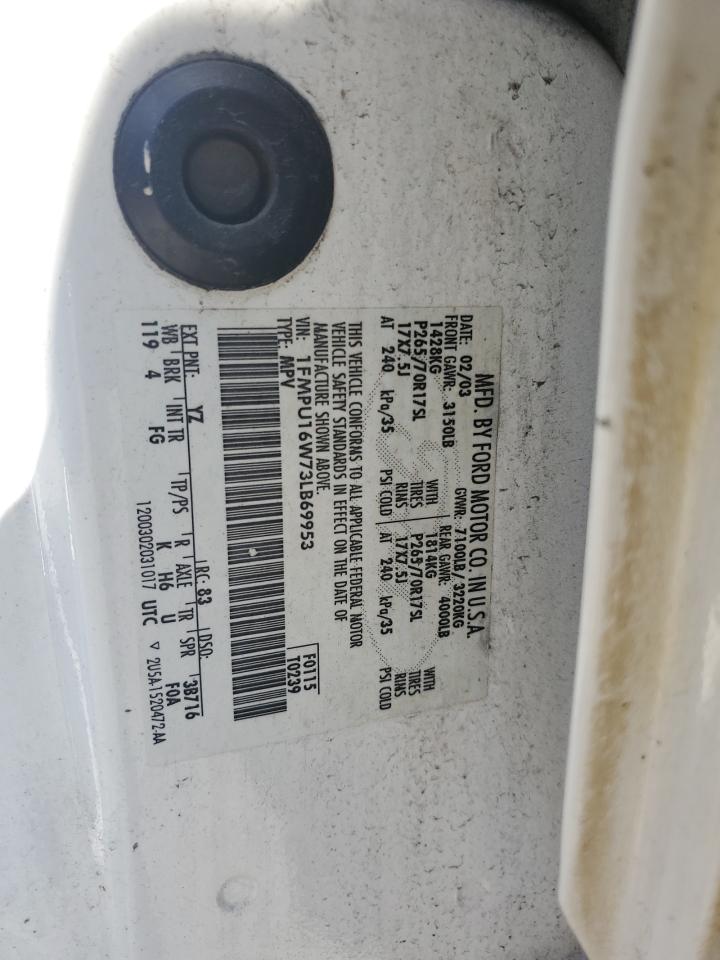 MFD. BY FORD MOTOR CO. IN U.S.A.
DATE: 02/03 GVWR: 7100LB/ 3220KG
FRONT GAWR: 3150LB REAR GAWR: 4000LB
1428KG WITH 1814KG WITH
P265/70R17SL TIRES P265/70R17SL TIRES
17X7.5J RIMS 17X7.5J RIMS
AT 240 kPa/35 PSI COLD AT 240 kPa/35 PSI COLD
THIS VEHICLE CONFORMS TO ALL APPLICABLE FEDERAL MOTOR
VEHICLE SAFETY STANDARDS IN EFFECT ON THE DATE OF
MANUFACTURE SHOWN ABOVE.
VIN: 1FMPU16W73LB69953 F0115
TYPE: MPV T0239
EXT PNT: YZ RC: 83 DSO: 3B716
WB BRK INT TR TP/PS R AXLE TR SPR
119 4 FG K H6 U F0A
1200302031017 UTC ▽ 2U5A-1520472-AA